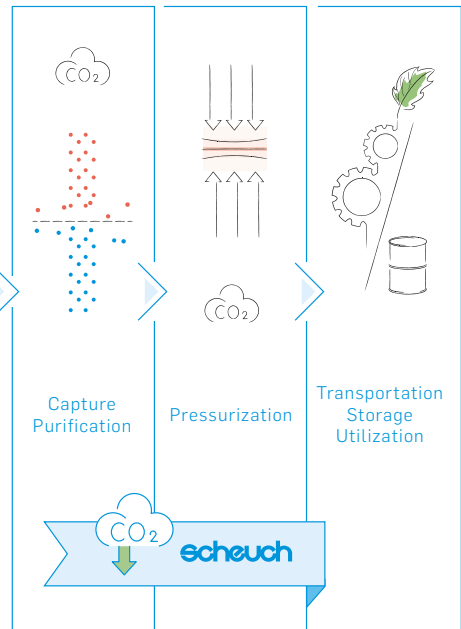 CO2
CO2
Capture
Purification
Pressurization
Transportation
Storage
Utilization
CO2
scheuch